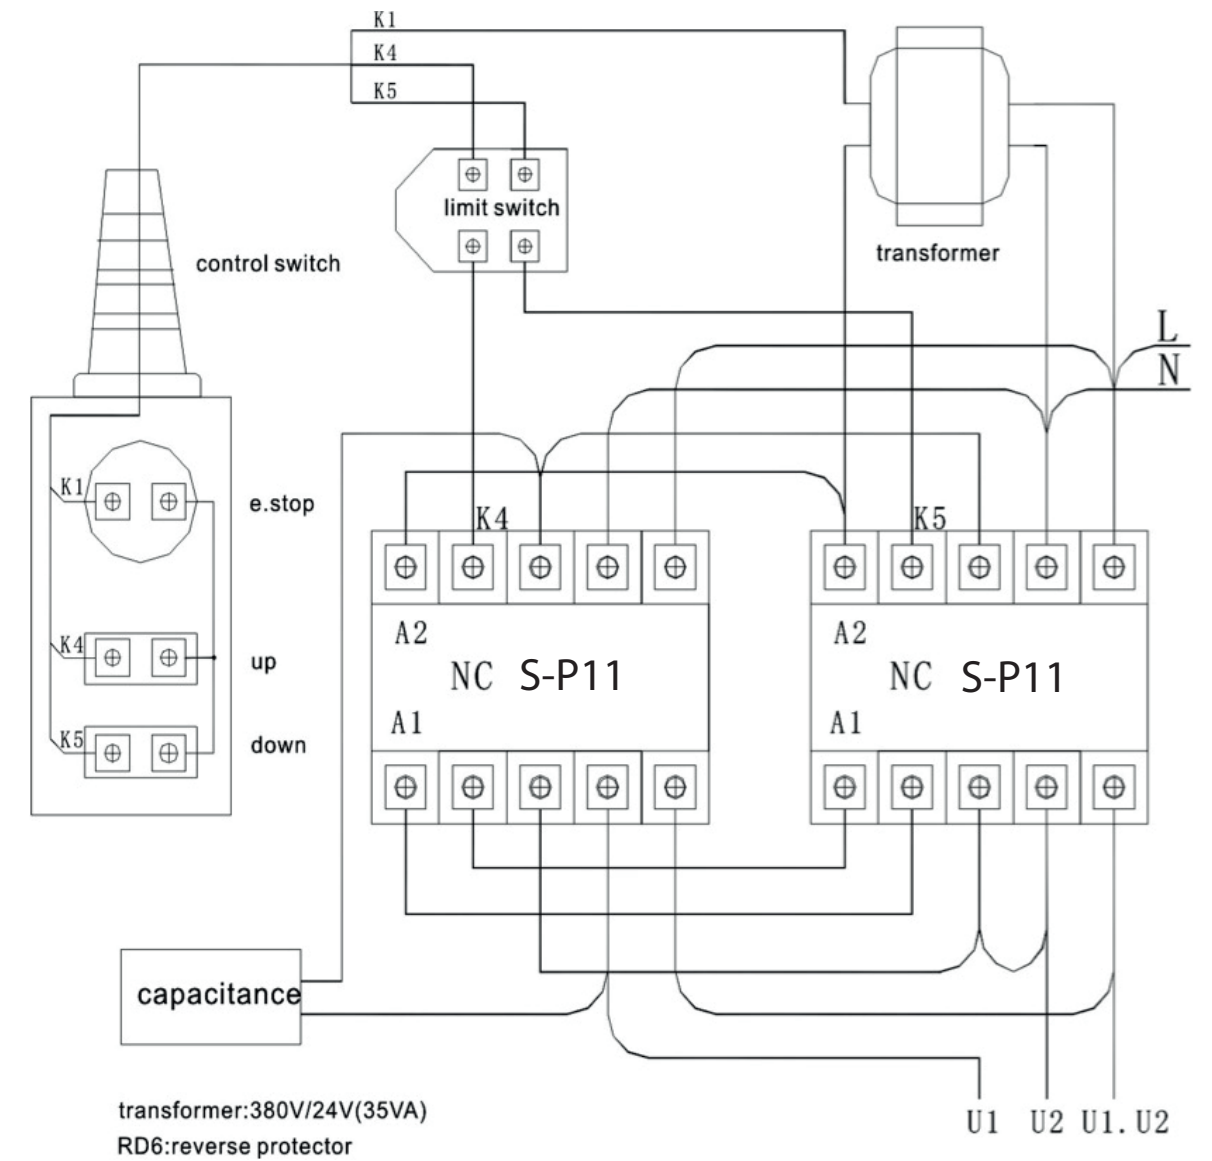 K1
K4
K5
limit switch
transformer
control switch
L
N
K1
e.stop
K4
K5
K4
up
K5
down
A2
NC S-P11
A1
A2
NC S-P11
A1
capacitance
U1 U2 U1.U2
transformer:380V/24V(35VA)
RD6:reverse protector